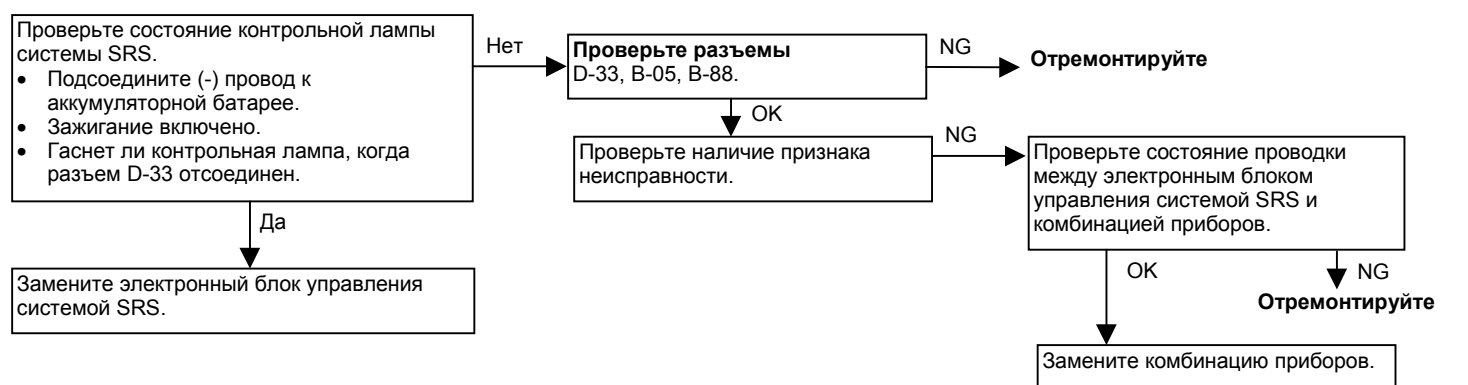 Проверьте состояние контрольной лампы
системы SRS.
• Подсоедините (-) провод к
аккумуляторной батарее.
• Зажигание включено.
• Гаснет ли контрольная лампа, когда
разъем D-33 отсоединен.
Нет
Проверьте разъемы
D-33, B-05, B-88.
NG
Отремонтируйте
OK
Проверьте наличие признака
неисправности.
NG
Проверьте состояние проводки
между электронным блоком
управления системой SRS и
комбинацией приборов.
Да
Замените электронный блок управления
системой SRS.
OK
NG
Отремонтируйте
Замените комбинацию приборов.